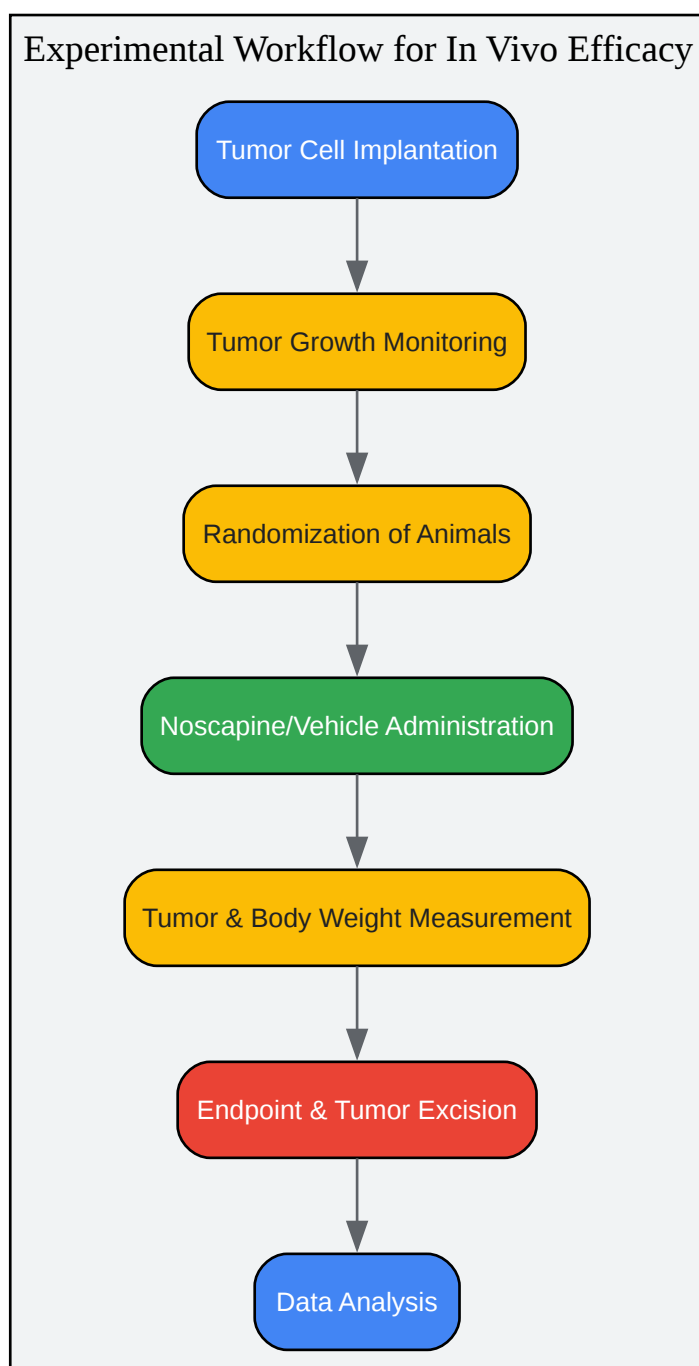 Experimental Workflow for In Vivo Efficacy
Tumor Cell Implantation
Tumor Growth Monitoring
Randomization of Animals
Noscapine/Vehicle Administration
Tumor & Body Weight Measurement
Endpoint & Tumor Excision
Data Analysis